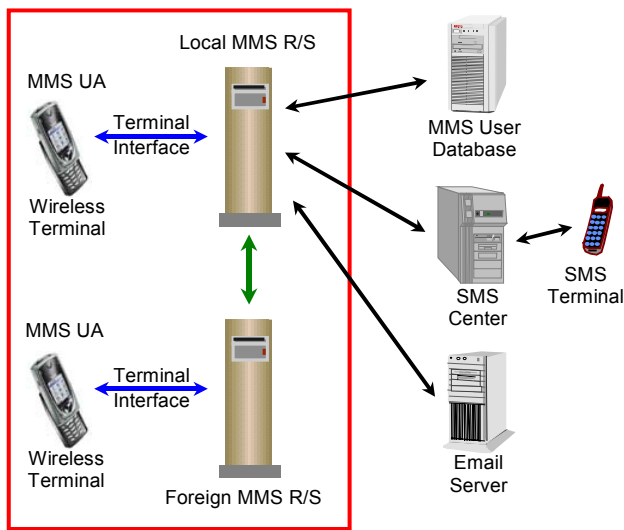 Local MMS R/S
MMS UA
Terminal
Interface
Wireless
Terminal
MMS User
Database
SMS
Center
SMS
Terminal
MMS UA
Terminal
Interface
Wireless
Terminal
Foreign MMS R/S
Email
Server